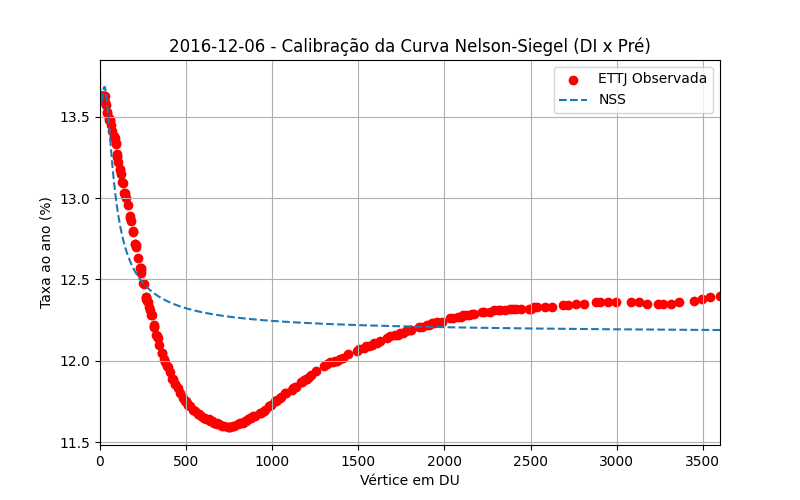 2016-12-06 - Calibração da Curva Nelson-Siegel (DI x Pré)
ETTJ Observada
NSS
13.5
13.0
12.5
12.0
11.5
Taxa ao ano (%)
0 500 1000 1500 2000 2500 3000 3500
Vértice em DU